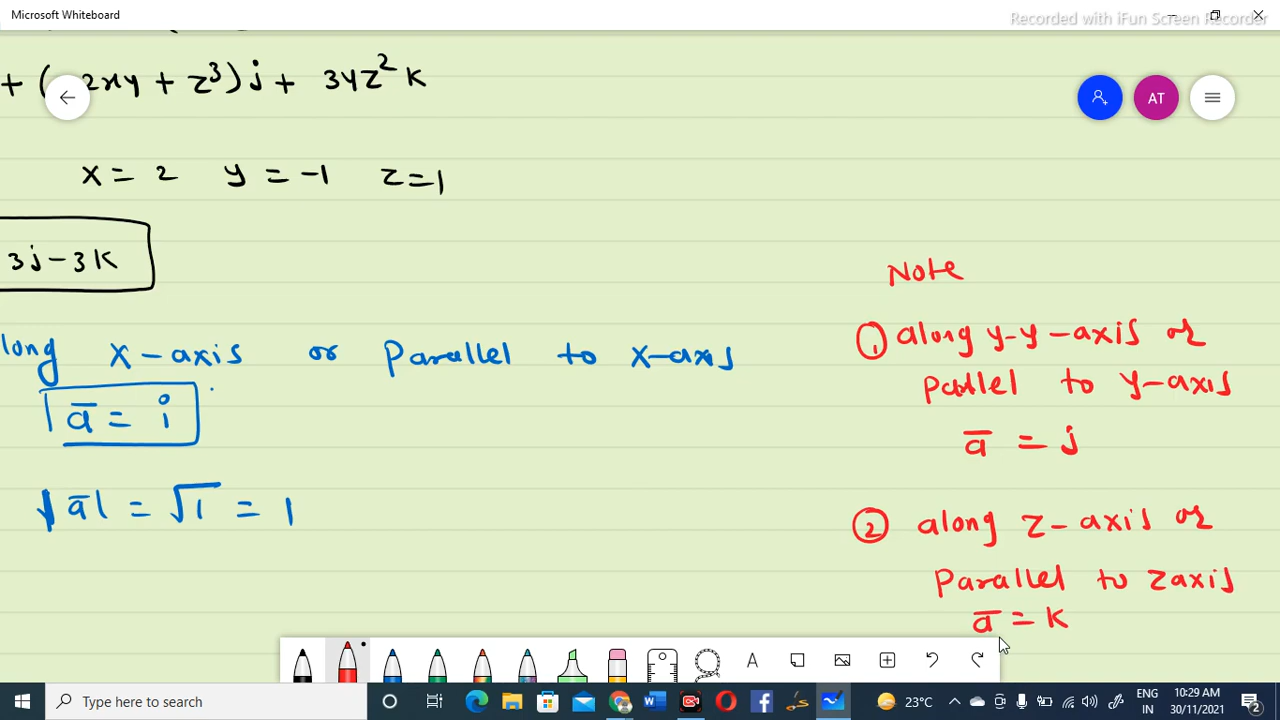 Microsoft Whiteboard
Recorded with iFun Screen Recorder
+ (2xy + z³)j + 3yz² k
AT
x = 2 y = -1 z=1
3j - 3k
Note
① along y-y-axis or
long x-axis or Parallel to x-axis
parllel to y-axis
ā = i
ā = j
|ā| = √1 = 1
② along z-axis or
Parallel to z axis
ā = k
A
Type here to search
23°C
ENG
IN
10:29 AM
30/11/2021
2